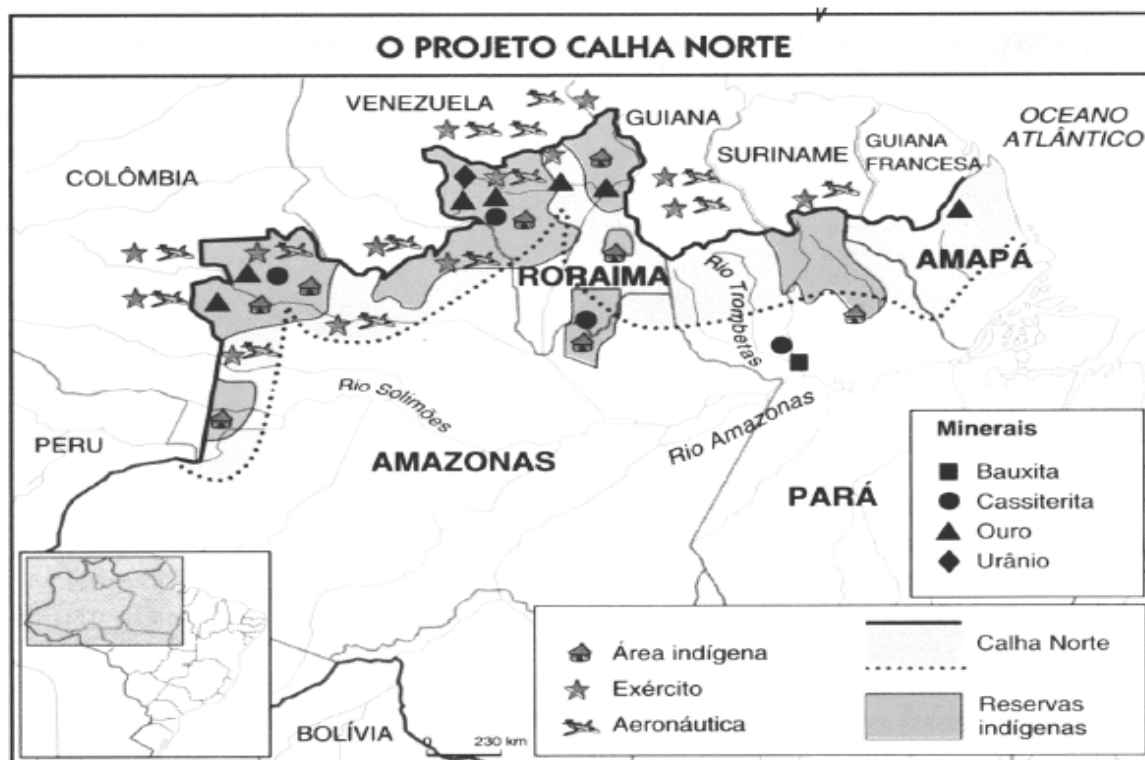 O PROJETO CALHA NORTE
VENEZUELA
GUIANA
OCEANO
ATLÂNTICO
SURINAME
GUIANA
FRANCESA
COLÔMBIA
RORAIMA
AMAPÁ
Rio Trombetas
Rio Solimões
Rio Amazonas
PERU
AMAZONAS
PARÁ
Minerais
Bauxita
Cassiterita
Ouro
Urânio
Área indígena
Exército
Aeronáutica
Calha Norte
Reservas
indígenas
BOLÍVIA
0 230 km